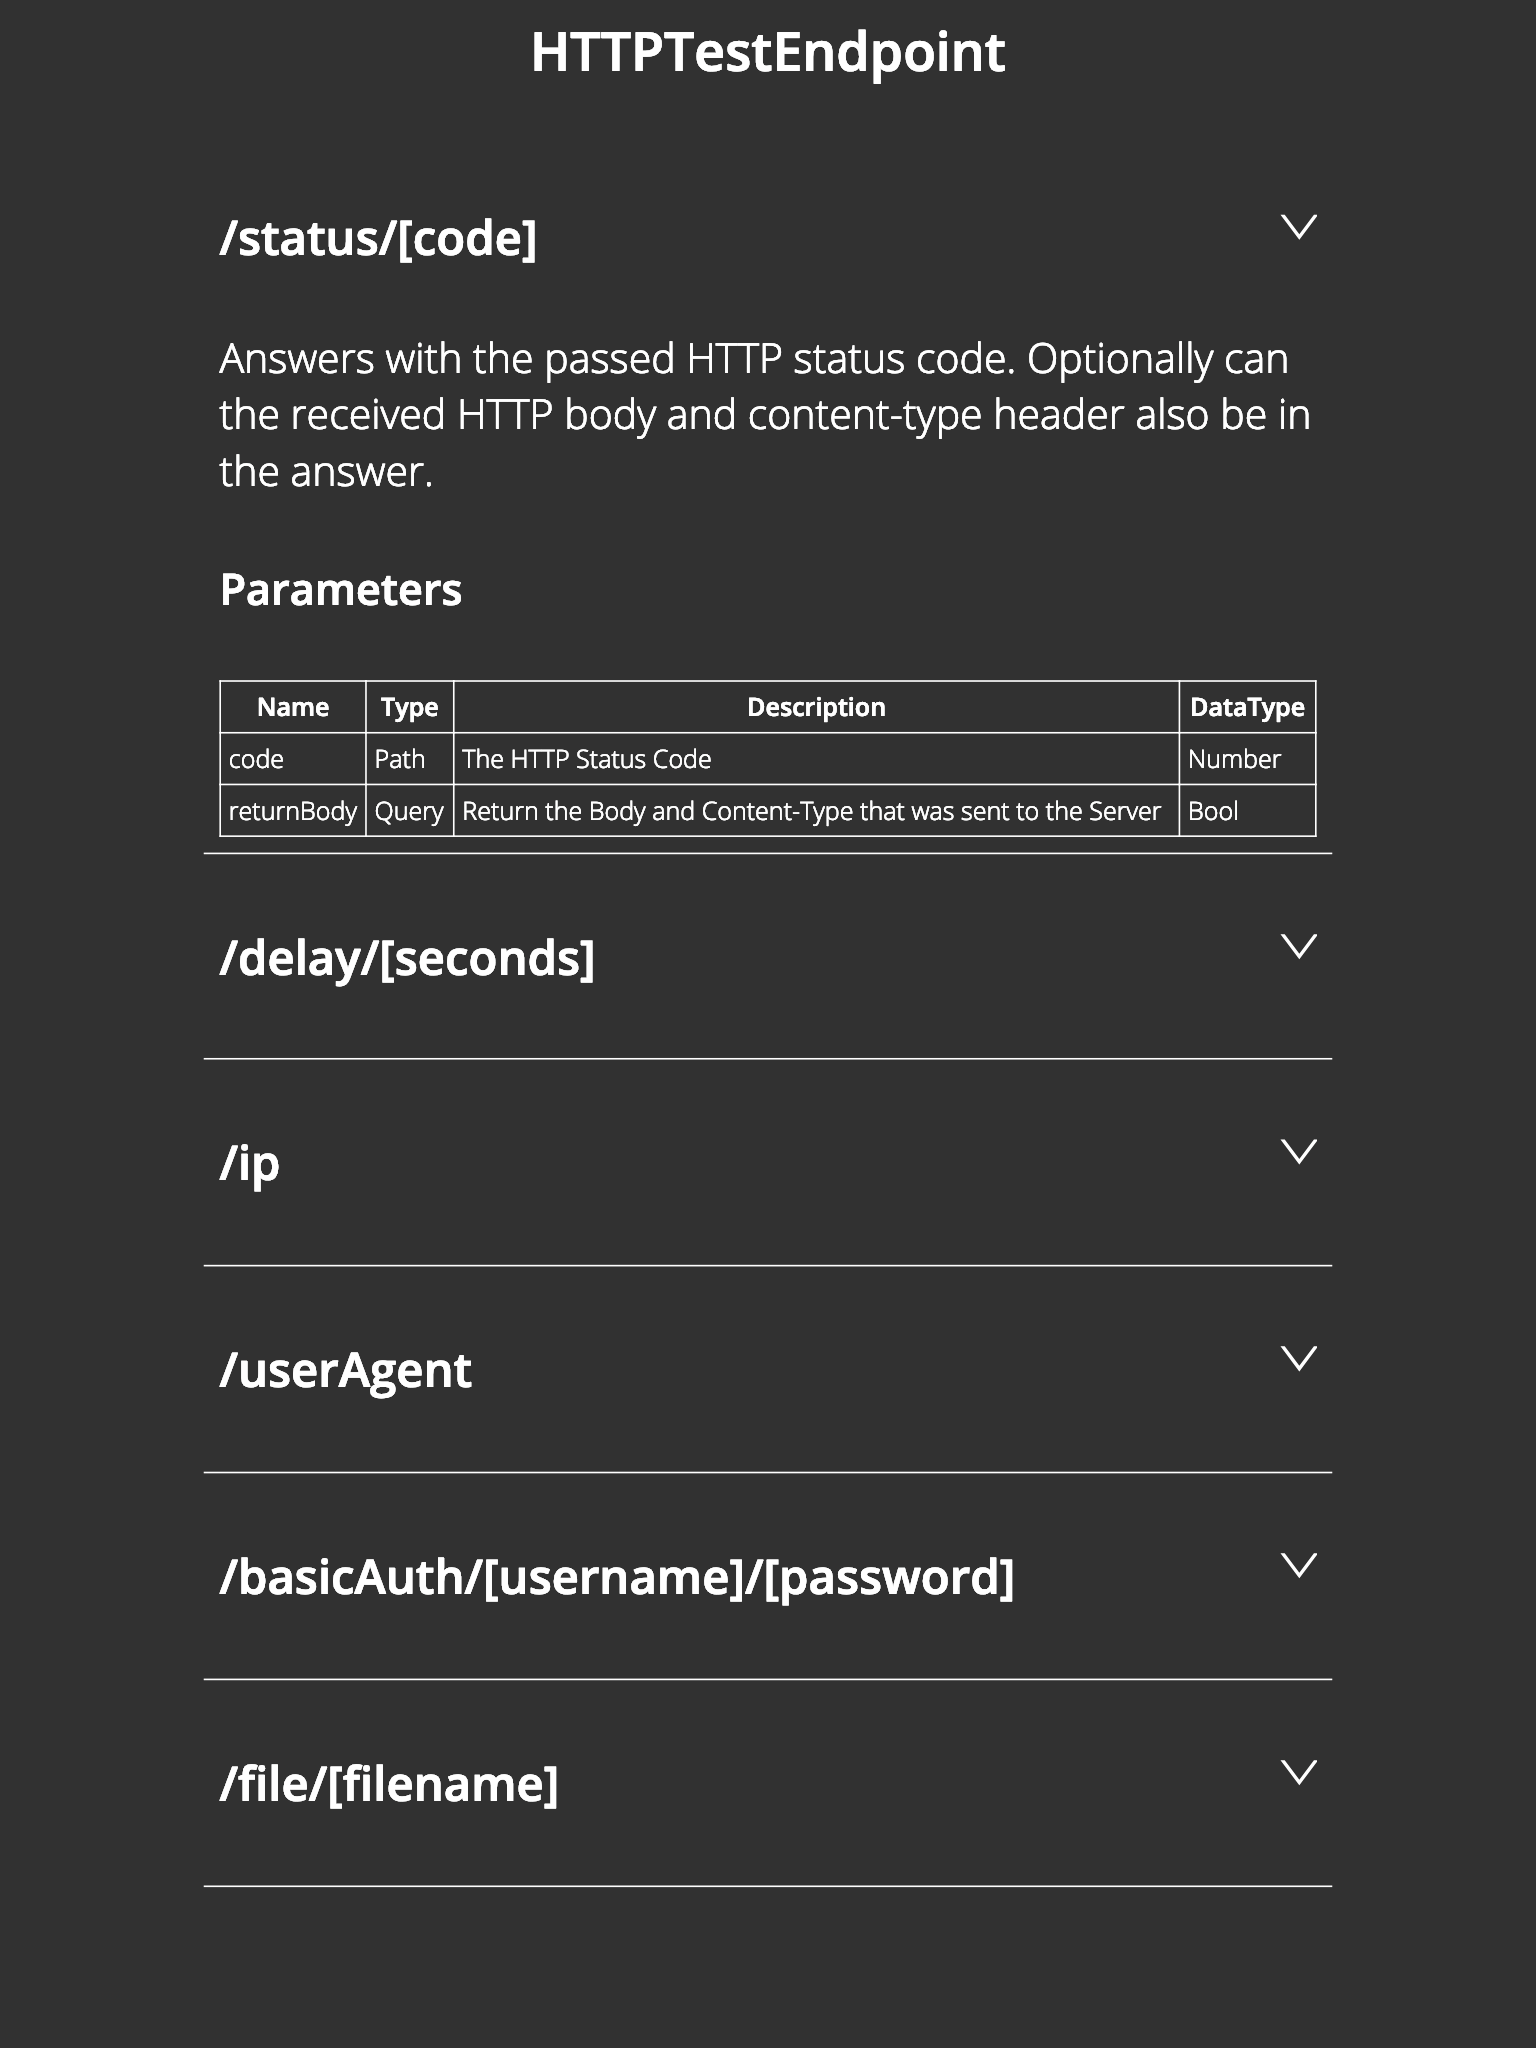 HTTPTestEndpoint
/status/[code]
Answers with the passed HTTP status code. Optionally can
the received HTTP body and content-type header also be in
the answer.
Parameters
Name Type Description DataType
code Path The HTTP Status Code Number
returnBody Query Return the Body and Content-Type that was sent to the Server Bool
/delay/[seconds]
/ip
/userAgent
/basicAuth/[username]/[password]
/file/[filename]